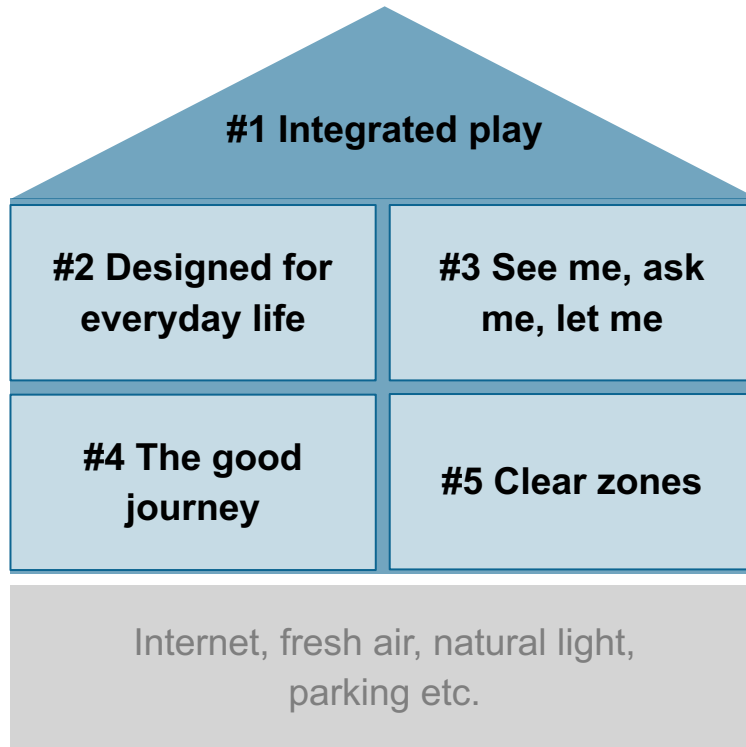 #1 Integrated play
#2 Designed for
everyday life
#3 See me, ask
me, let me
#4 The good
journey
#5 Clear zones
Internet, fresh air, natural light,
parking etc.